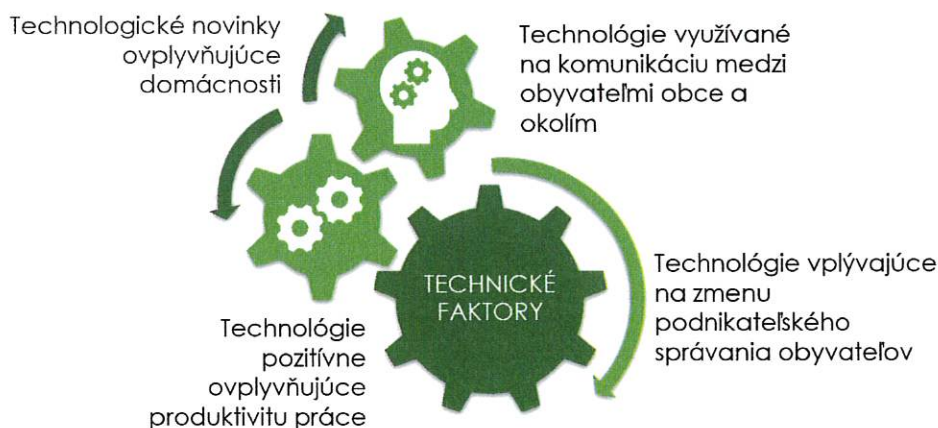 Technologické novinky
ovplyvňujúce
domácnosti
Technológie využívané
na komunikáciu medzi
obyvateľmi obce a
okolím
TECHNICKÉ
FAKTORY
Technológie vplývajúce
na zmenu
podnikateľského
správania obyvateľov
Technológie
pozitívne
ovplyvňujúce
produktivitu práce